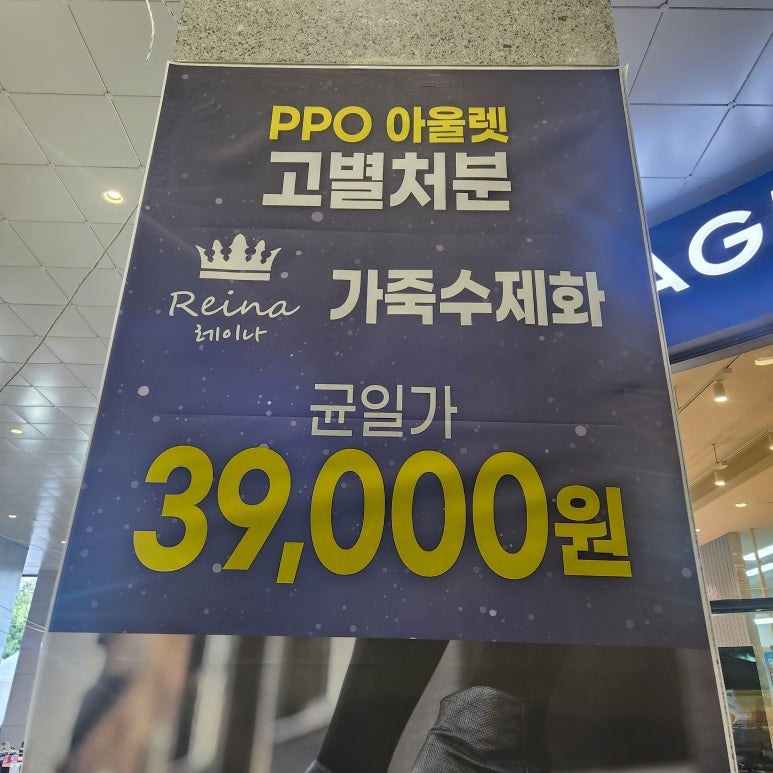 PPO 아울렛
고별처분
Reina
레이나
가죽수제화
균일가
39,000원
AG